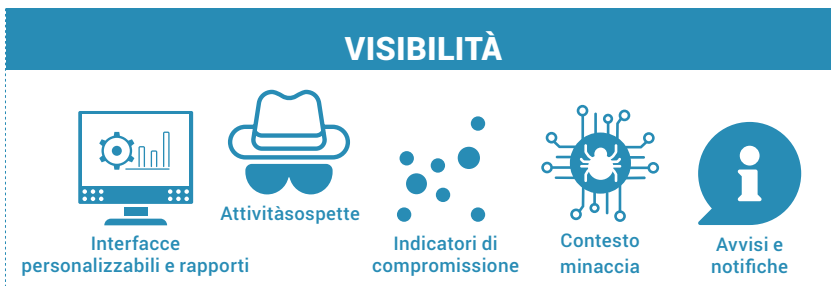 VISIBILITÀ
Attivitàsospette
Interfacce
personalizzabili e rapporti
Indicatori di
compromissione
Contesto
minaccia
Avvisi e
notifiche